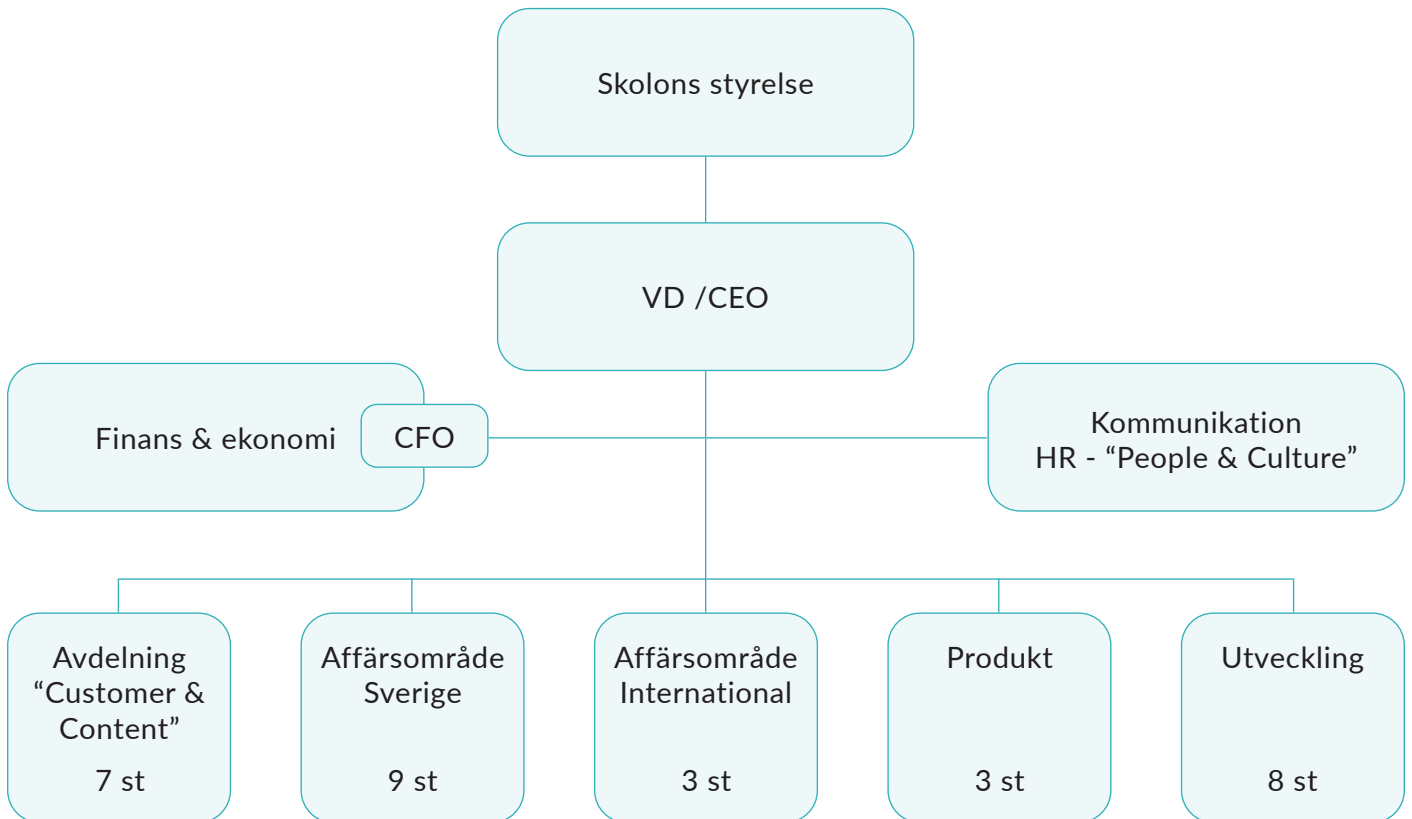 Skolons styrelse
VD /CEO
Finans & ekonomi
CFO
Kommunikation
HR - “People & Culture”
Avdelning
“Customer &
Content”
7 st
Affärsområde
Sverige
9 st
Affärsområde
International
3 st
Produkt
3 st
Utveckling
8 st